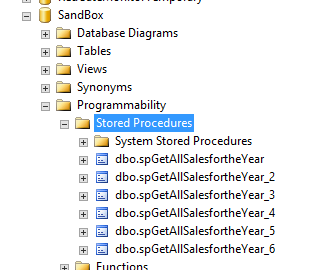 SandBox
Database Diagrams
Tables
Views
Synonyms
Programmability
Stored Procedures
System Stored Procedures
dbo.spGetAllSalesfortheYear
dbo.spGetAllSalesfortheYear_2
dbo.spGetAllSalesfortheYear_3
dbo.spGetAllSalesfortheYear_4
dbo.spGetAllSalesfortheYear_5
dbo.spGetAllSalesfortheYear_6
Functions